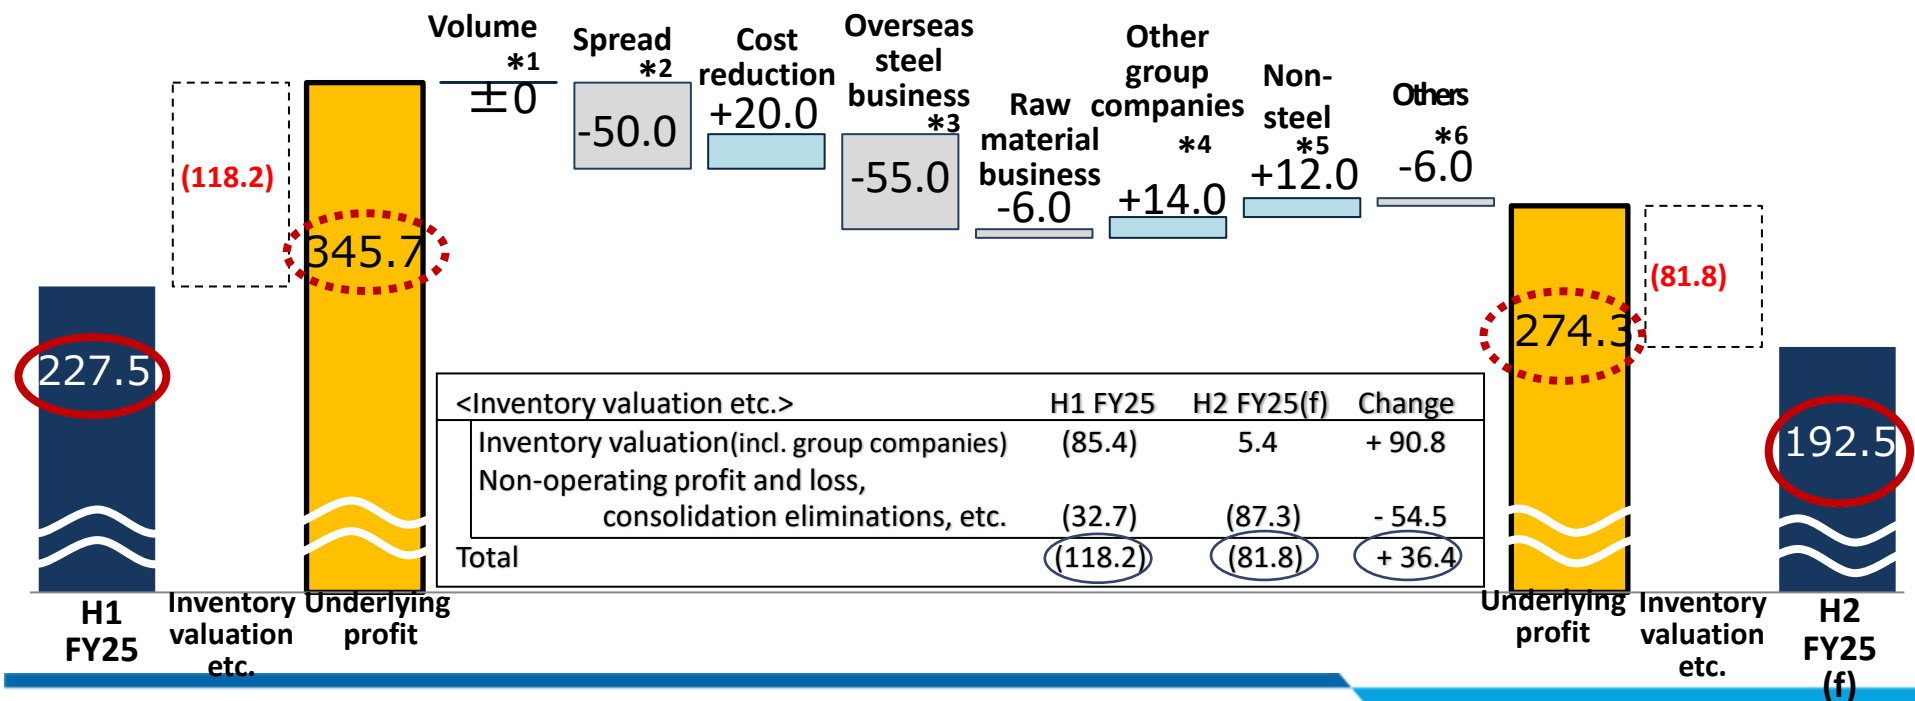 Volume
*1
±0
Spread
*2
-50.0
Cost
reduction
+20.0
Overseas
steel
business
*3
-55.0
Raw
material
business
-6.0
Other
group
companies
*4
+14.0
Non-
steel
*5
+12.0
Others
*6
-6.0
(118.2)
345.7
227.5
274.3
(81.8)
192.5
<Inventory valuation etc.> H1 FY25 H2 FY25(f) Change
Inventory valuation(incl. group companies) (85.4) 5.4 + 90.8
Non-operating profit and loss,
consolidation eliminations, etc. (32.7) (87.3) - 54.5
Total (118.2) (81.8) + 36.4
H1
FY25
Inventory
valuation
etc.
Underlying
profit
Underlying
profit
Inventory
valuation
etc.
H2
FY25
(f)